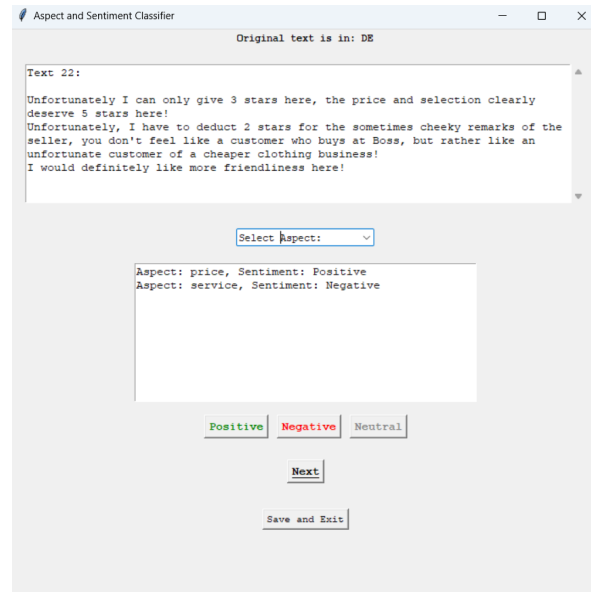 Aspect and Sentiment Classifier
Original text is in: DE
Text 22:
Unfortunately I can only give 3 stars here, the price and selection clearly
deserve 5 stars here!
Unfortunately, I have to deduct 2 stars for the sometimes cheeky remarks of the
seller, you don't feel like a customer who buys at Boss, but rather like an
unfortunate customer of a cheaper clothing business!
I would definitely like more friendliness here!
Select Aspect:
Aspect: price, Sentiment: Positive
Aspect: service, Sentiment: Negative
Positive Negative Neutral
Next
Save and Exit